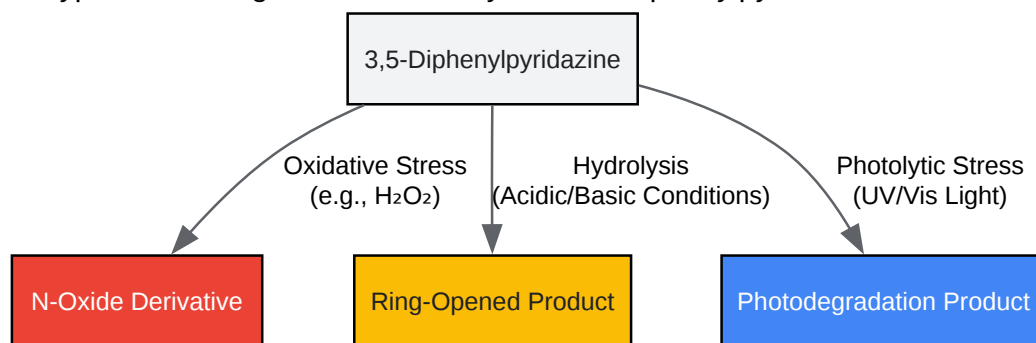 3,5-Diphenylpyridazine
Oxidative Stress
(e.g., H₂O₂)
Hydrolysis
(Acidic/Basic Conditions)
Photolytic Stress
(UV/Vis Light)
N-Oxide Derivative
Ring-Opened Product
Photodegradation Product